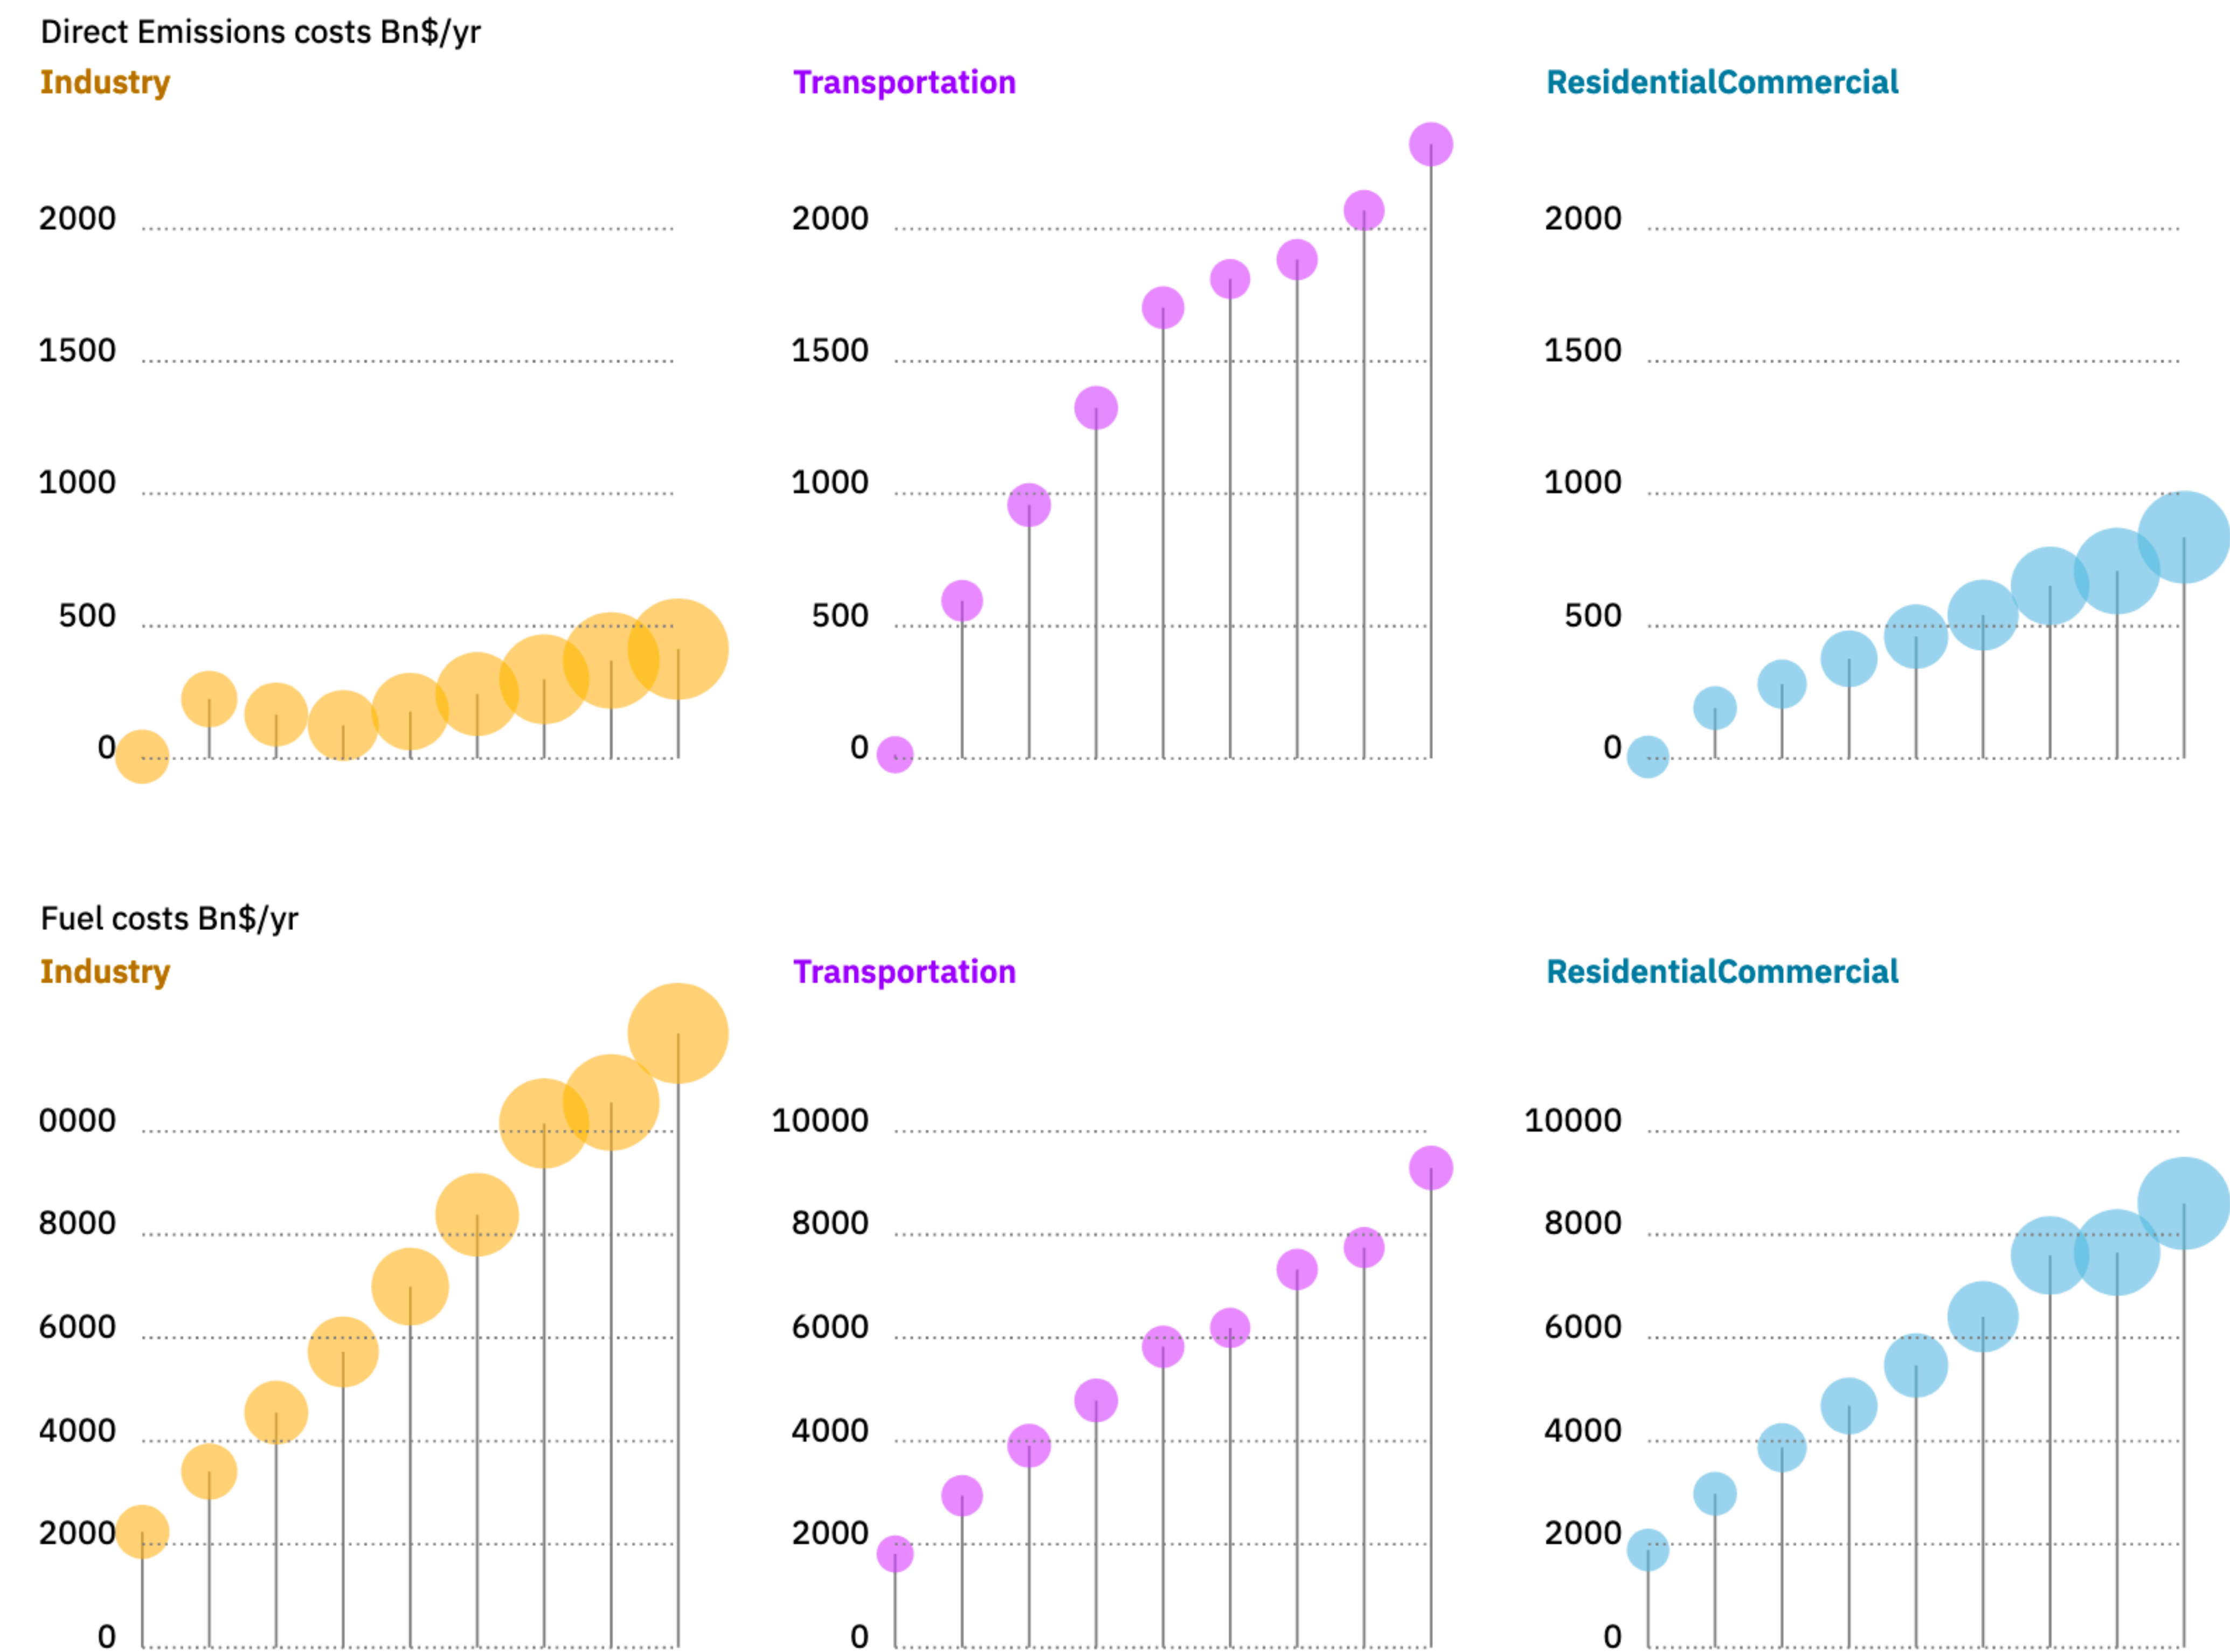 Direct Emissions costs Bn$/yr
Industry Transportation ResidentialCommercial
2000 2000 2000
1500 1500 1500
1000 1000 1000
500 500 500
0 0 0
Fuel costs Bn$/yr
Industry Transportation ResidentialCommercial
0000 10000 10000
8000 8000 8000
6000 6000 6000
4000 4000 4000
2000 2000 2000
0 0 0